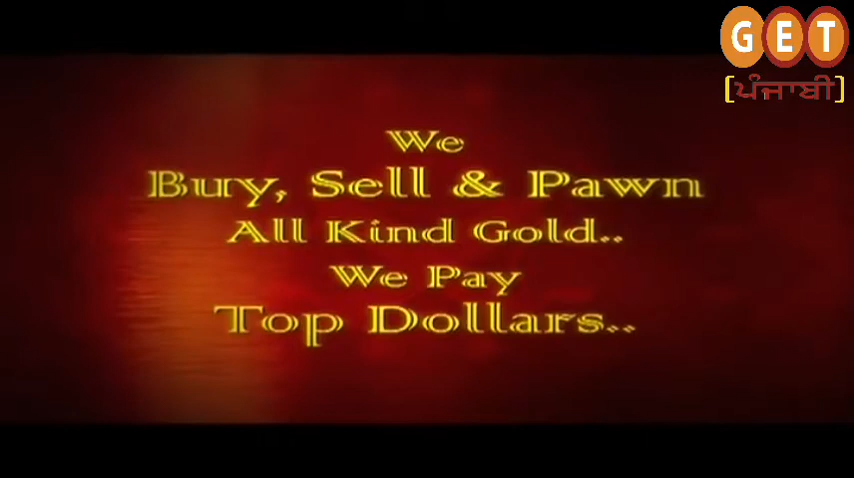 GET
[ਪੰਜਾਬੀ]
We
Buy, Sell & Pawn
All Kind Gold..
We Pay
Top Dollars..